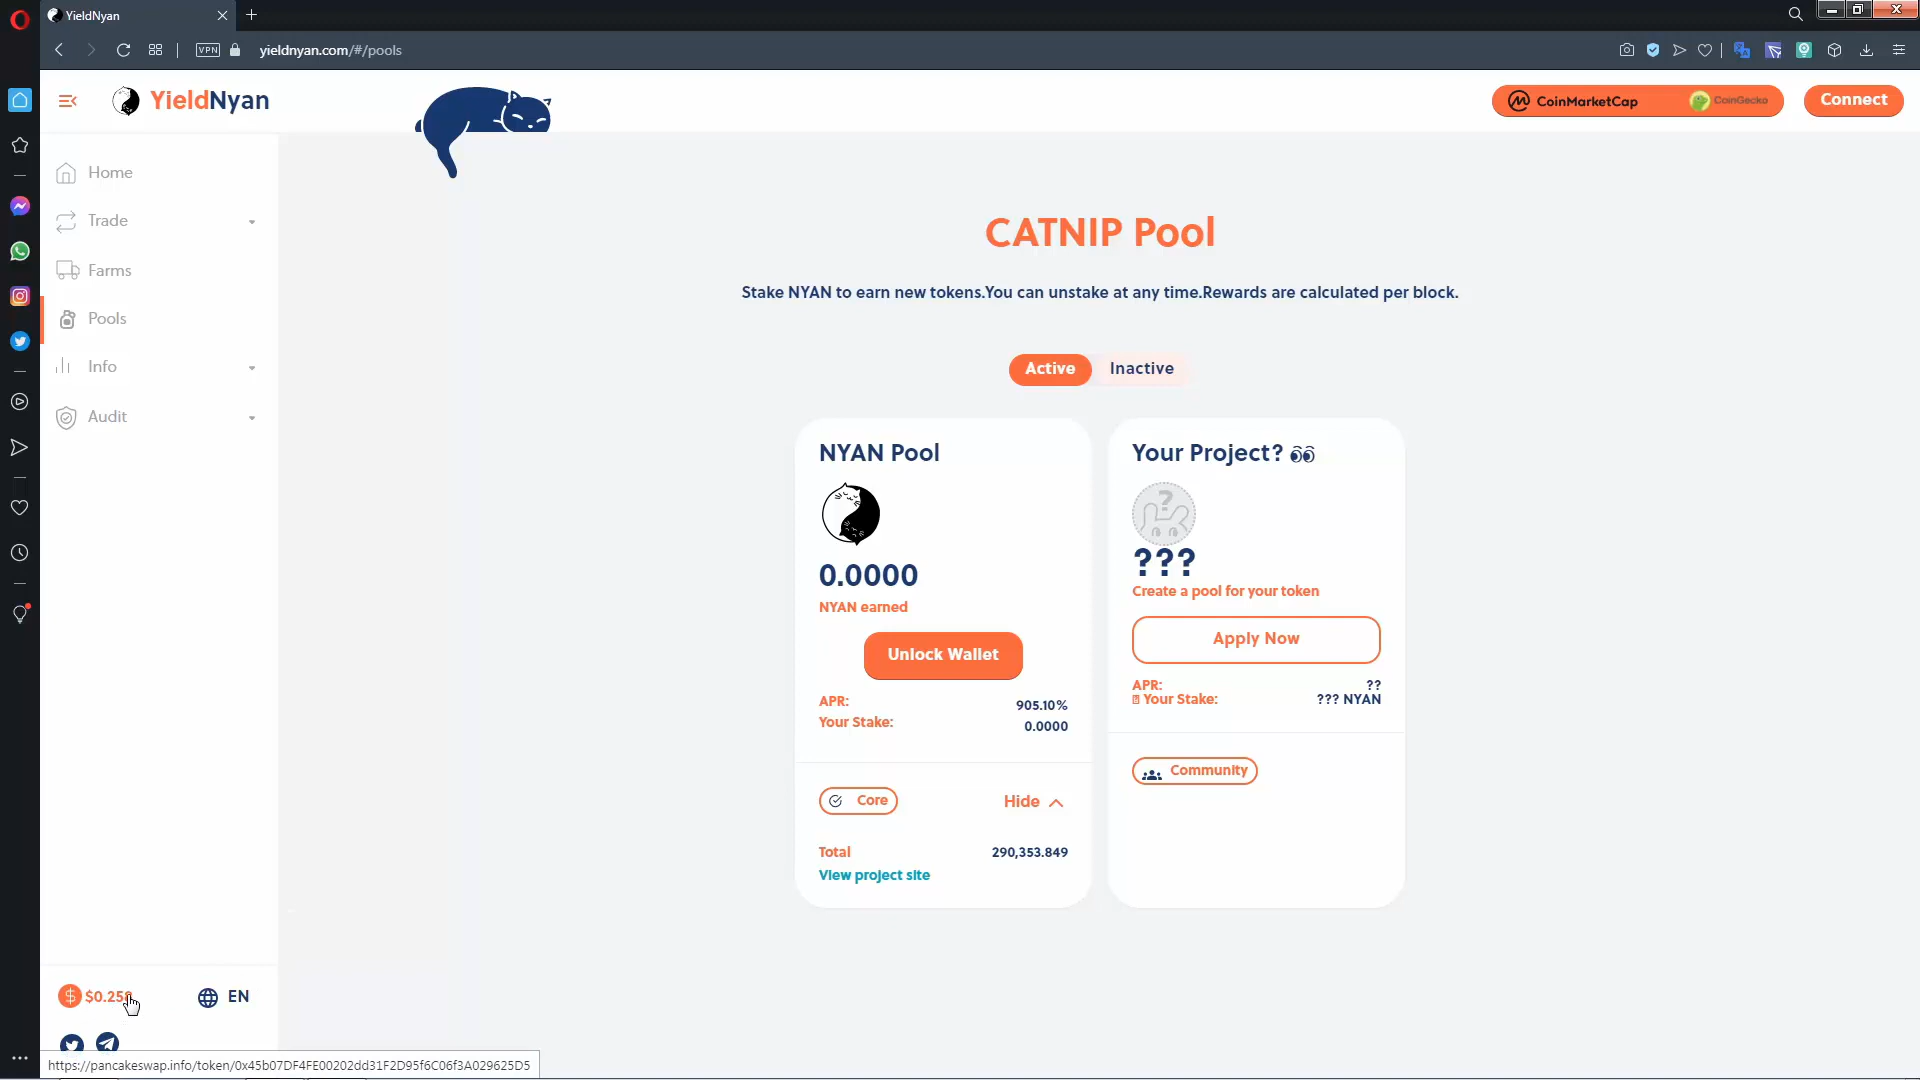 YieldNyan
VPN
yieldnyan.com/#/pools
YieldNyan
CoinMarketCap
CoinGecko
Connect
Home
Trade
Farms
Pools
Info
Audit
CATNIP Pool
Stake NYAN to earn new tokens.You can unstake at any time.Rewards are calculated per block.
Active
Inactive
NYAN Pool
0.0000
NYAN earned
Unlock Wallet
APR:
905.10%
Your Stake:
0.0000
Core
Hide
Total
290,353.849
View project site
Your Project?
?
???
Create a pool for your token
Apply Now
APR:
??
Your Stake:
??? NYAN
Community
EN
https://pancakeswap.info/token/0x45b07DF4FE00202dd31F2D95f6C06f3A029625D5